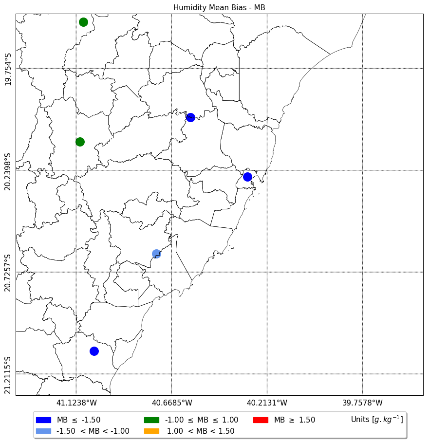 Humidity Mean Bias - MB
19.754°S
20.2398°S
20.7257°S
21.2115°S
41.1238°W 40.6685°W 40.2131°W 39.7578°W
MB ≤ -1.50 -1.00 ≤ MB ≤ 1.00 MB ≥ 1.50 Units [g.kg⁻¹]
-1.50 < MB < -1.00 1.00 < MB < 1.50